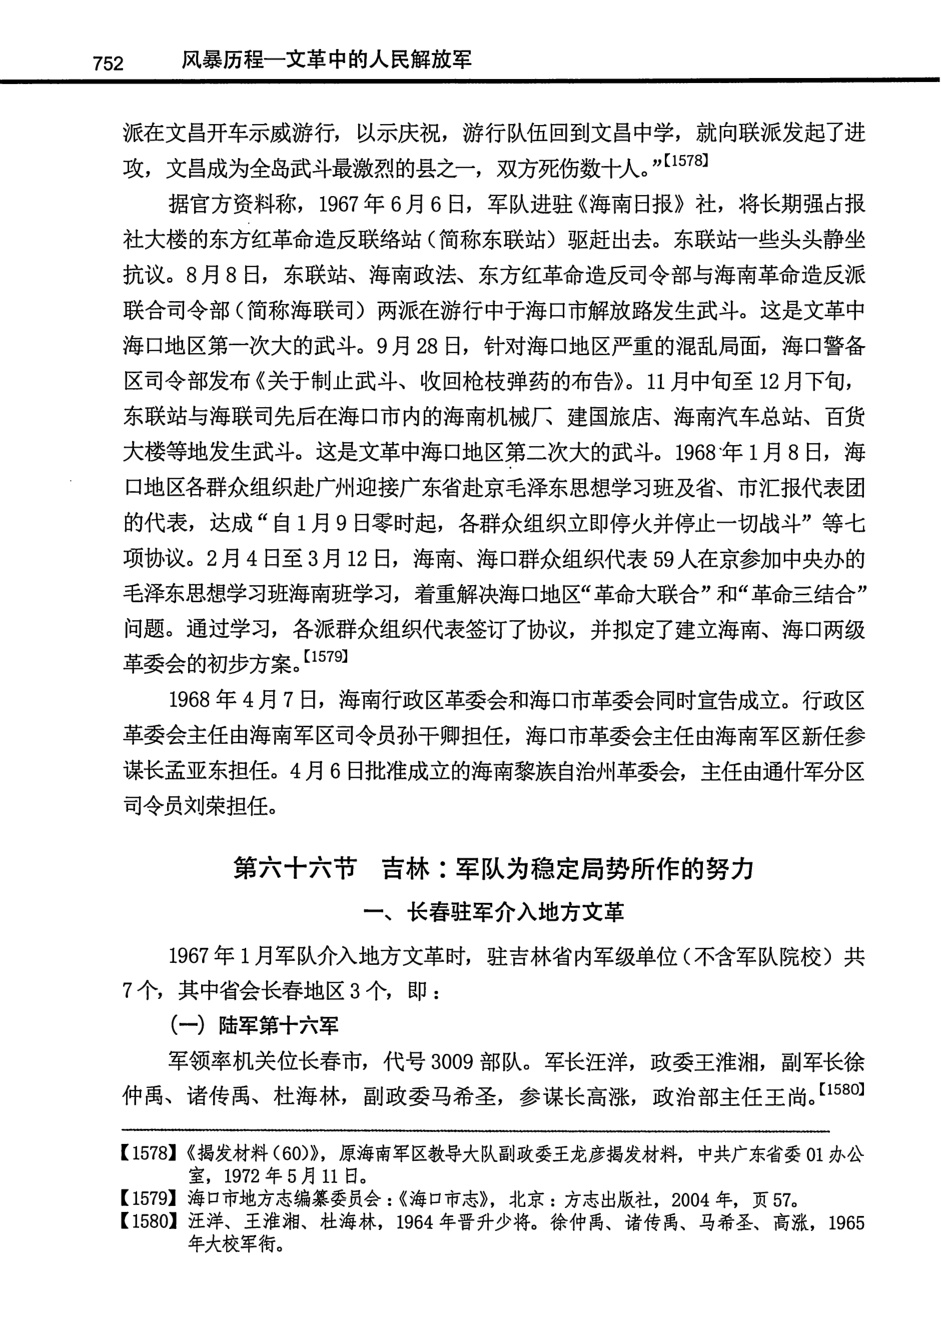 752 风暴历程—文革中的人民解放军
派在文昌开车示威游行，以示庆祝，游行队伍回到文昌中学，就向联派发起了进
攻，文昌成为全岛武斗最激烈的县之一，双方死伤数十人。”【1578】
据官方资料称，1967 年 6 月 6 日，军队进驻《海南日报》社，将长期强占报
社大楼的东方红革命造反联络站（简称东联站）驱赶出去。东联站一些头头静坐
抗议。8 月 8 日，东联站、海南政法、东方红革命造反司令部与海南革命造反派
联合司令部（简称海联司）两派在游行中于海口市解放路发生武斗。这是文革中
海口地区第一次大的武斗。9 月 28 日，针对海口地区严重的混乱局面，海口警备
区司令部发布《关于制止武斗、收回枪枝弹药的布告》。11 月中旬至 12 月下旬，
东联站与海联司先后在海口市内的海南机械厂、建国旅店、海南汽车总站、百货
大楼等地发生武斗。这是文革中海口地区第二次大的武斗。1968 年 1 月 8 日，海
口地区各群众组织赴广州迎接广东省赴京毛泽东思想学习班及省、市汇报代表团
的代表，达成“自 1 月 9 日零时起，各群众组织立即停火并停止一切战斗”等七
项协议。2 月 4 日至 3 月 12 日，海南、海口群众组织代表 59 人在京参加中央办的
毛泽东思想学习班海南班学习，着重解决海口地区“革命大联合”和“革命三结合”
问题。通过学习，各派群众组织代表签订了协议，并拟定了建立海南、海口两级
革委会的初步方案。【1579】
1968 年 4 月 7 日，海南行政区革委会和海口市革委会同时宣告成立。行政区
革委会主任由海南军区司令员孙干卿担任，海口市革委会主任由海南军区新任参
谋长孟亚东担任。4 月 6 日批准成立的海南黎族自治州革委会，主任由通什军分区
司令员刘荣担任。
第六十六节 吉林：军队为稳定局势所作的努力
一、长春驻军介入地方文革
1967 年 1 月军队介入地方文革时，驻吉林省内军级单位（不含军队院校）共
7 个，其中省会长春地区 3 个，即：
(一) 陆军第十六军
军领率机关位长春市，代号 3009 部队。军长汪洋，政委王淮湘，副军长徐
仲禹、诸传禹、杜海林，副政委马希圣，参谋长高涨，政治部主任王尚。【1580】
【1578】《揭发材料（60）》，原海南军区教导大队副政委王龙彦揭发材料，中共广东省委 01 办公
室，1972 年 5 月 11 日。
【1579】海口市地方志编纂委员会：《海口市志》，北京：方志出版社，2004 年，页 57。
【1580】汪洋、王淮湘、杜海林，1964 年晋升少将。徐仲禹、诸传禹、马希圣、高涨，1965
年大校军衔。